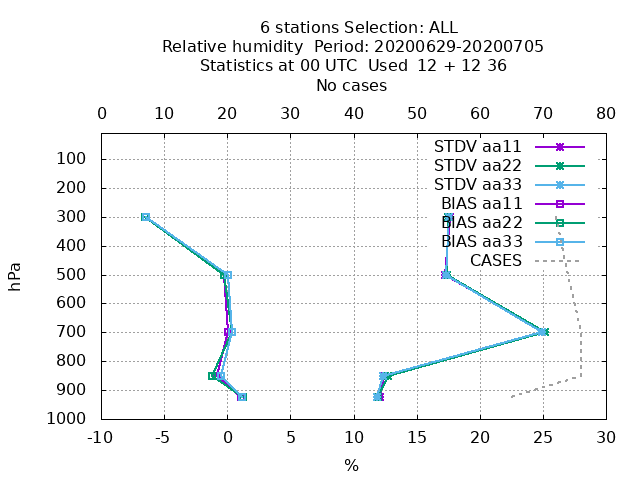 6 stations Selection: ALL
Relative humidity  Period: 20200629-20200705
Statistics at 00 UTC  Used  12 + 12 36
No cases
0 10 20 30 40 50 60 70 80
STDV aa11
STDV aa22
STDV aa33
BIAS aa11
BIAS aa22
BIAS aa33
CASES
100
200
300
400
500
600
700
800
900
1000
hPa
-10 -5 0 5 10 15 20 25 30
%